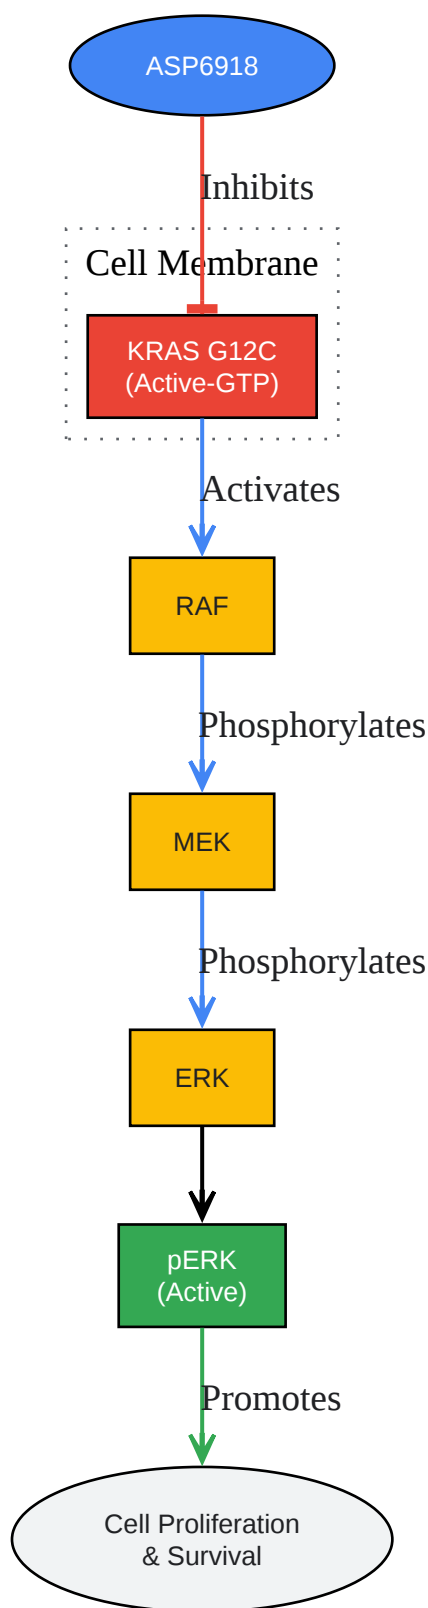 ASP6918
Inhibits
Cell Membrane
KRAS G12C
(Active-GTP)
Activates
RAF
Phosphorylates
MEK
Phosphorylates
ERK
pERK
(Active)
Promotes
Cell Proliferation
& Survival